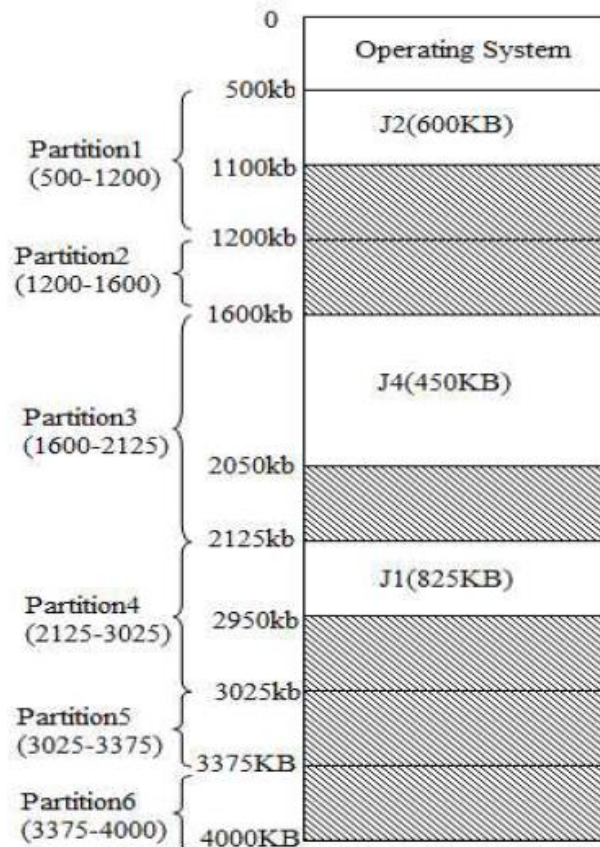 0
Operating System
500kb
J2(600KB)
Partition1
(500-1200)
1100kb
1200kb
Partition2
(1200-1600)
1600kb
J4(450KB)
Partition3
(1600-2125)
2050kb
2125kb
J1(825KB)
Partition4
(2125-3025)
2950kb
3025kb
Partition5
(3025-3375)
3375KB
Partition6
(3375-4000)
4000KB